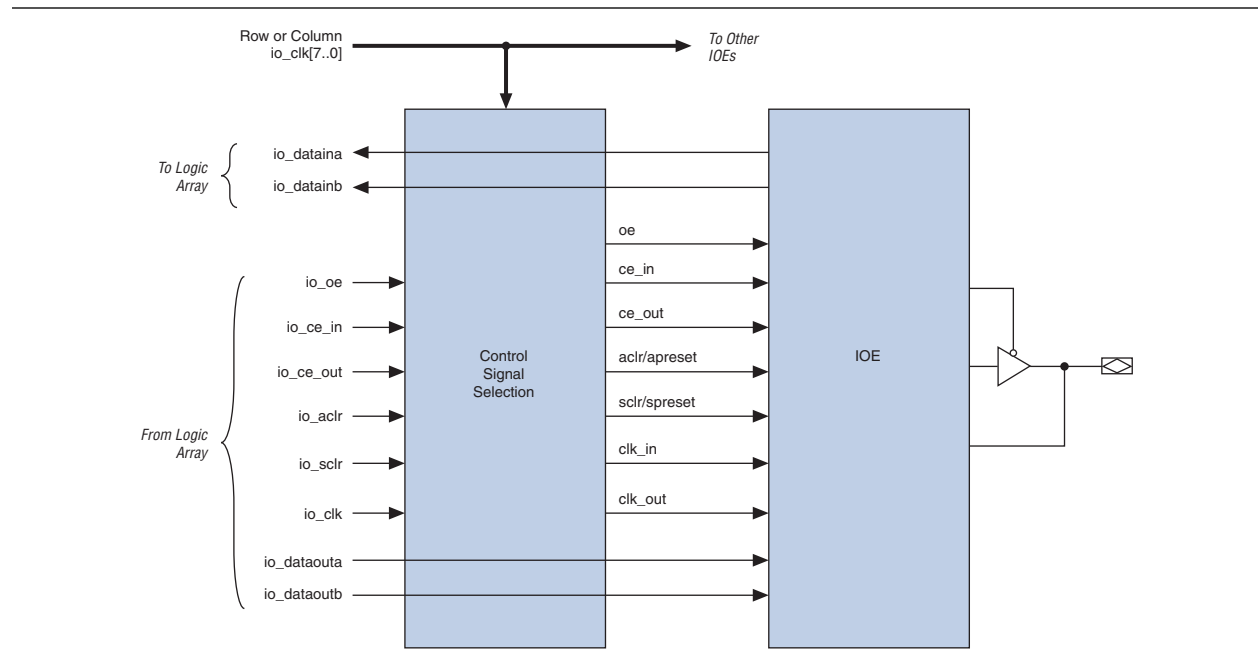 Row or Column
io_clk[7..0]
To Other
IOEs
To Logic
Array
io_dataina
io_datainb
oe
ce_in
ce_out
aclr/apreset
sclr/spreset
clk_in
clk_out
io_oe
io_ce_in
io_ce_out
io_aclr
io_sclr
io_clk
io_dataouta
io_dataoutb
From Logic
Array
Control
Signal
Selection
IOE